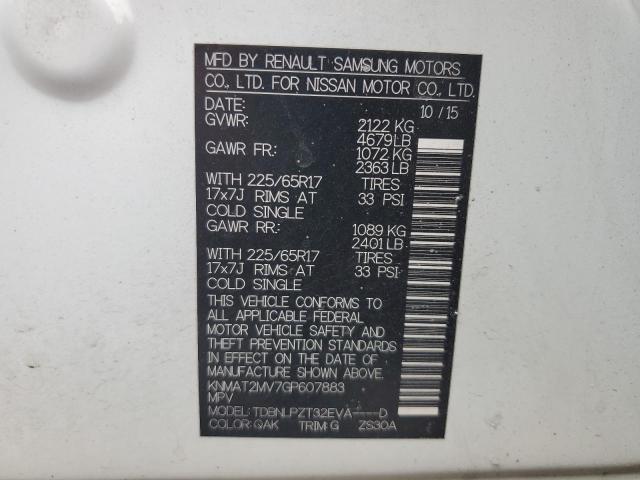 MFD BY RENAULT SAMSUNG MOTORS
CO., LTD. FOR NISSAN MOTOR CO., LTD.
DATE: 10 / 15
GVWR: 2122 KG
4679 LB
GAWR FR: 1072 KG
2363 LB
WITH 225/65R17 TIRES
17x7J RIMS AT 33 PSI
COLD SINGLE
GAWR RR: 1089 KG
2401 LB
WITH 225/65R17 TIRES
17x7J RIMS AT 33 PSI
COLD SINGLE
THIS VEHICLE CONFORMS TO
ALL APPLICABLE FEDERAL
MOTOR VEHICLE SAFETY AND
THEFT PREVENTION STANDARDS
IN EFFECT ON THE DATE OF
MANUFACTURE SHOWN ABOVE.
KNMAT2MV7GP607883
MPV
MODEL: TDBNLPZT32EVA----D
COLOR: QAK TRIM: G ZS30A